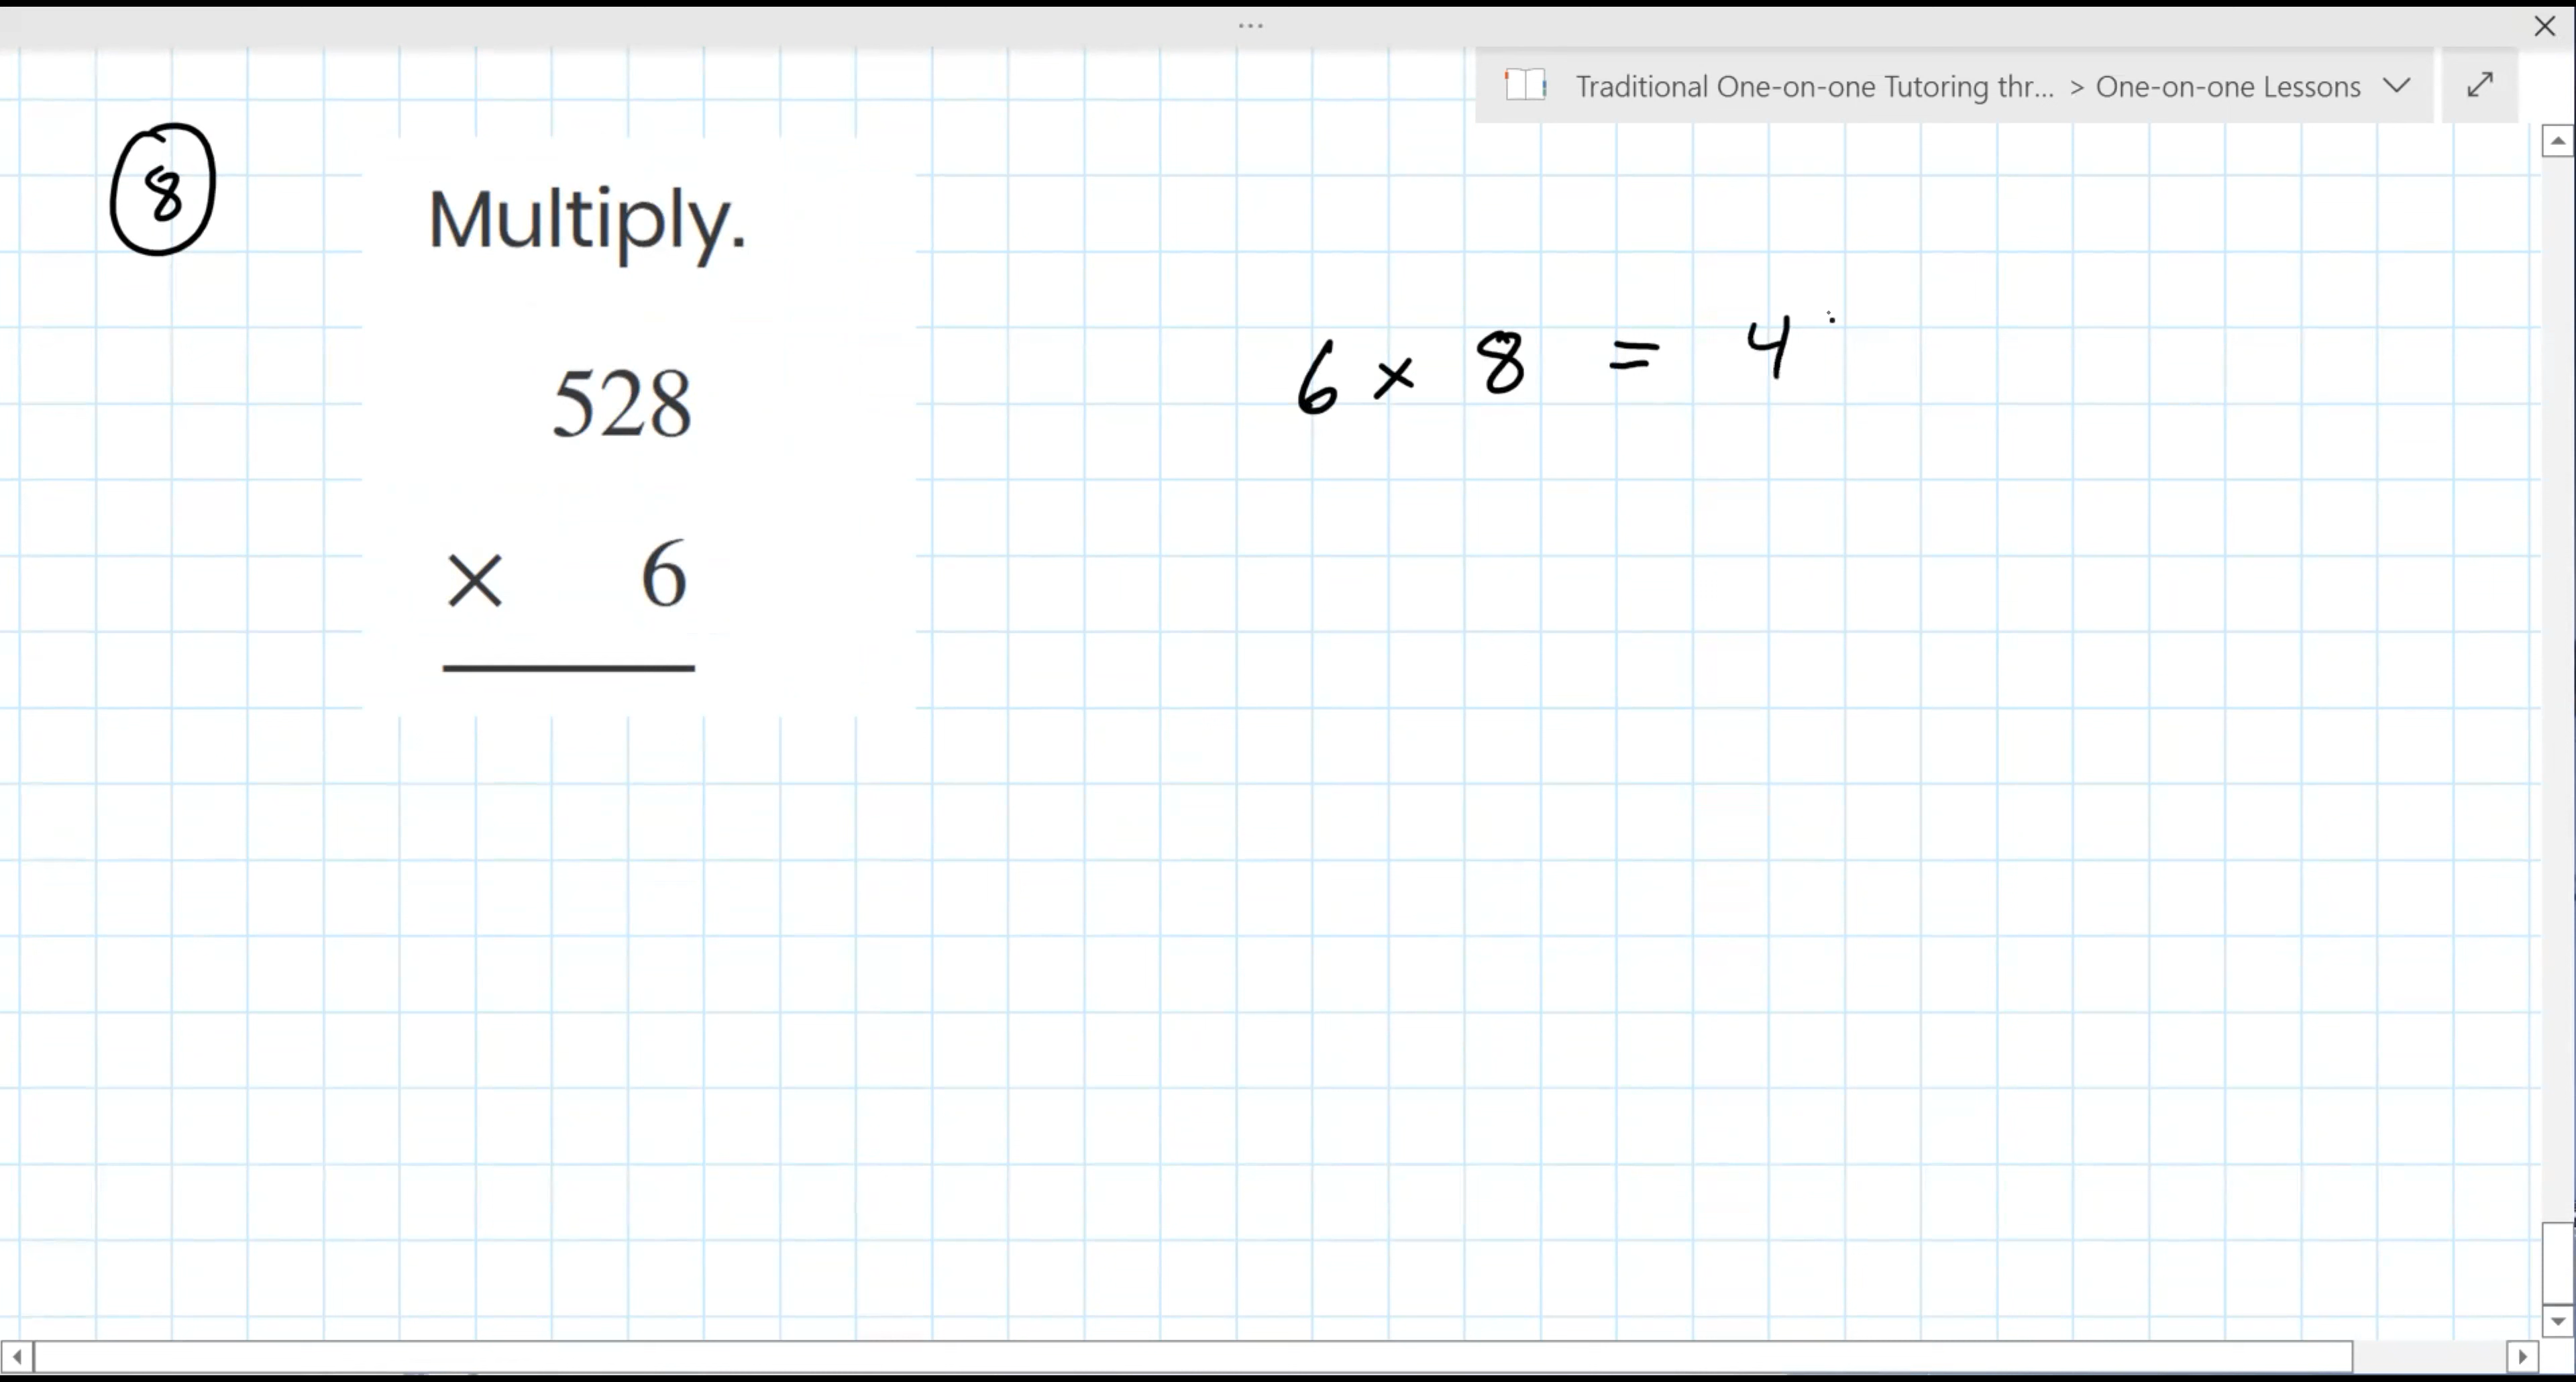 Traditional One-on-one Tutoring thr... > One-on-one Lessons
8
Multiply.
528
× 6
6 × 8 = 4